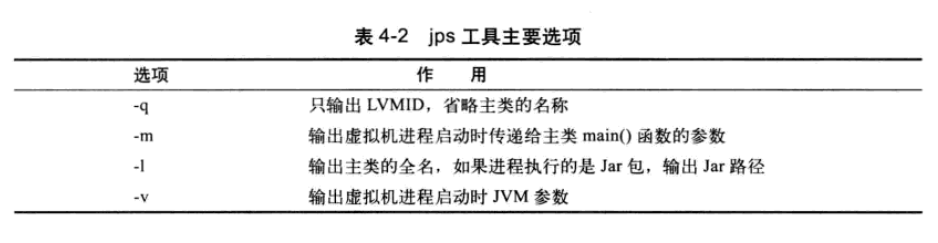 表 4-2 jps 工具主要选项
选项 作 用
-q 只输出 LVMID，省略主类的名称
-m 输出虚拟机进程启动时传递给主类 main() 函数的参数
-l 输出主类的全名，如果进程执行的是 Jar 包，输出 Jar 路径
-v 输出虚拟机进程启动时 JVM 参数